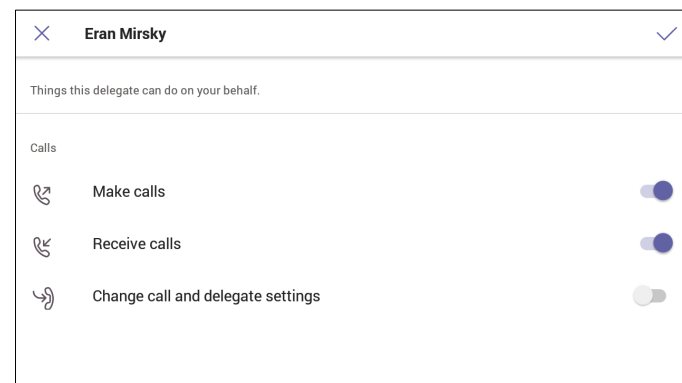 Eran Mirsky
Things this delegate can do on your behalf.
Calls
Make calls
Receive calls
Change call and delegate settings